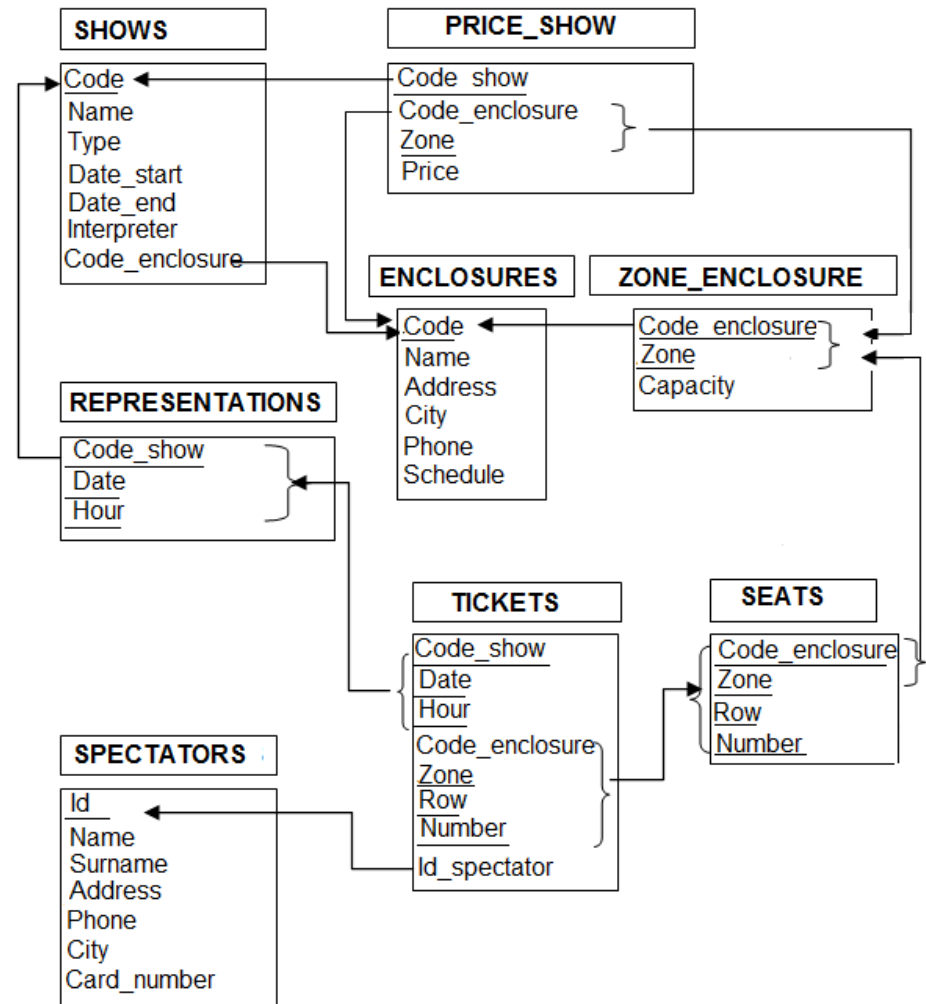 SHOWS
Code
Name
Type
Date_start
Date_end
Interpreter
Code_enclosure
PRICE_SHOW
Code_show
Code_enclosure
Zone
Price
ENCLOSURES
Code
Name
Address
City
Phone
Schedule
ZONE_ENCLOSURE
Code_enclosure
Zone
Capacity
REPRESENTATIONS
Code_show
Date
Hour
TICKETS
Code_show
Date
Hour
Code_enclosure
Zone
Row
Number
Id_spectator
SEATS
Code_enclosure
Zone
Row
Number
SPECTATORS
Id
Name
Surname
Address
Phone
City
Card_number